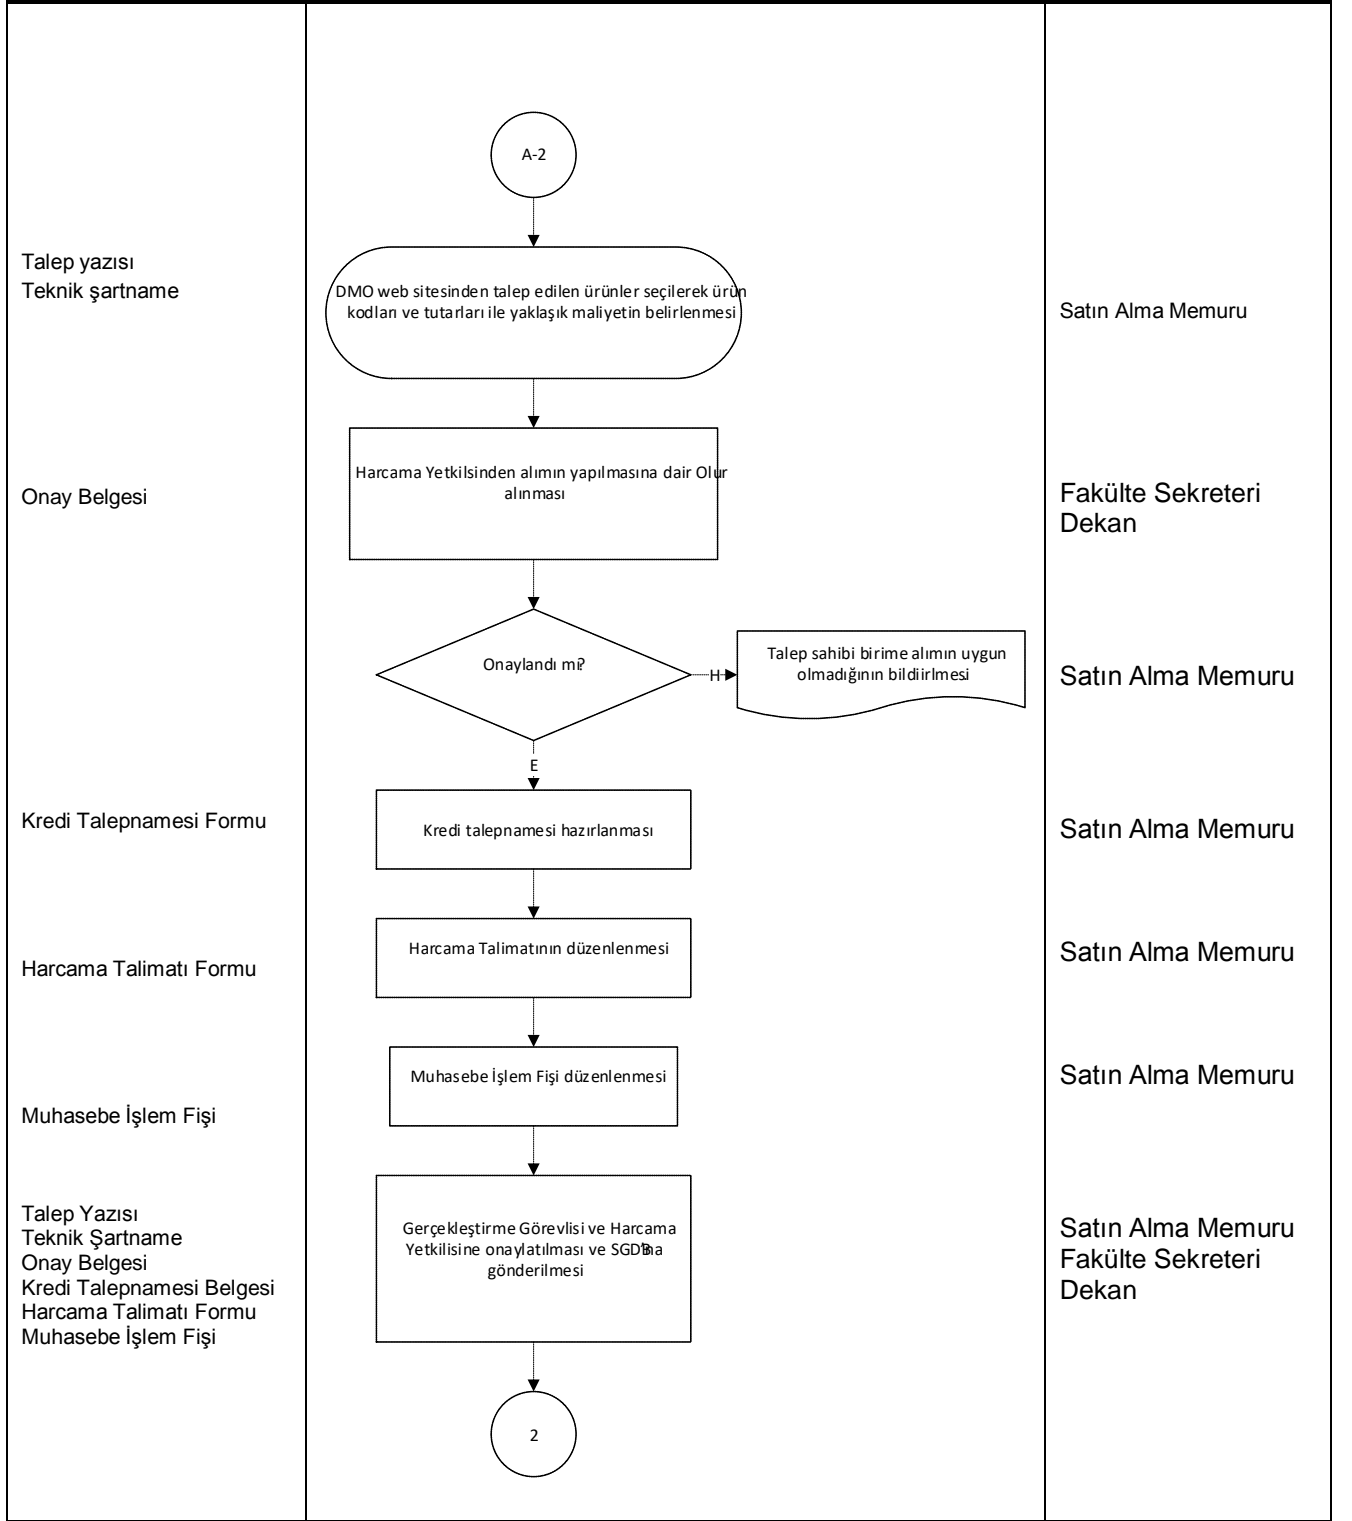 A-2
Talep yazısı
Teknik şartname
DMO web sitesinden talep edilen ürünler seçilerek ürün
kodları ve tutarları ile yaklaşık maliyetin belirlenmesi
Satın Alma Memuru
Onay Belgesi
Harcama Yetkilsinden alımın yapılmasına dair Olur
alınması
Fakülte Sekreteri
Dekan
Onaylandı mı?
H
Talep sahibi birime alımın uygun
olmadığının bildiirlmesi
Satın Alma Memuru
E
Kredi Talepnamesi Formu
Kredi talepnamesi hazırlanması
Satın Alma Memuru
Harcama Talimatı Formu
Harcama Talimatının düzenlenmesi
Satın Alma Memuru
Muhasebe İşlem Fişi
Muhasebe İşlem Fişi düzenlenmesi
Satın Alma Memuru
Talep Yazısı
Teknik Şartname
Onay Belgesi
Kredi Talepnamesi Belgesi
Harcama Talimatı Formu
Muhasebe İşlem Fişi
Gerçekleştirme Görevlisi ve Harcama
Yetkilisine onaylatılması ve SGDB'na
gönderilmesi
Satın Alma Memuru
Fakülte Sekreteri
Dekan
2